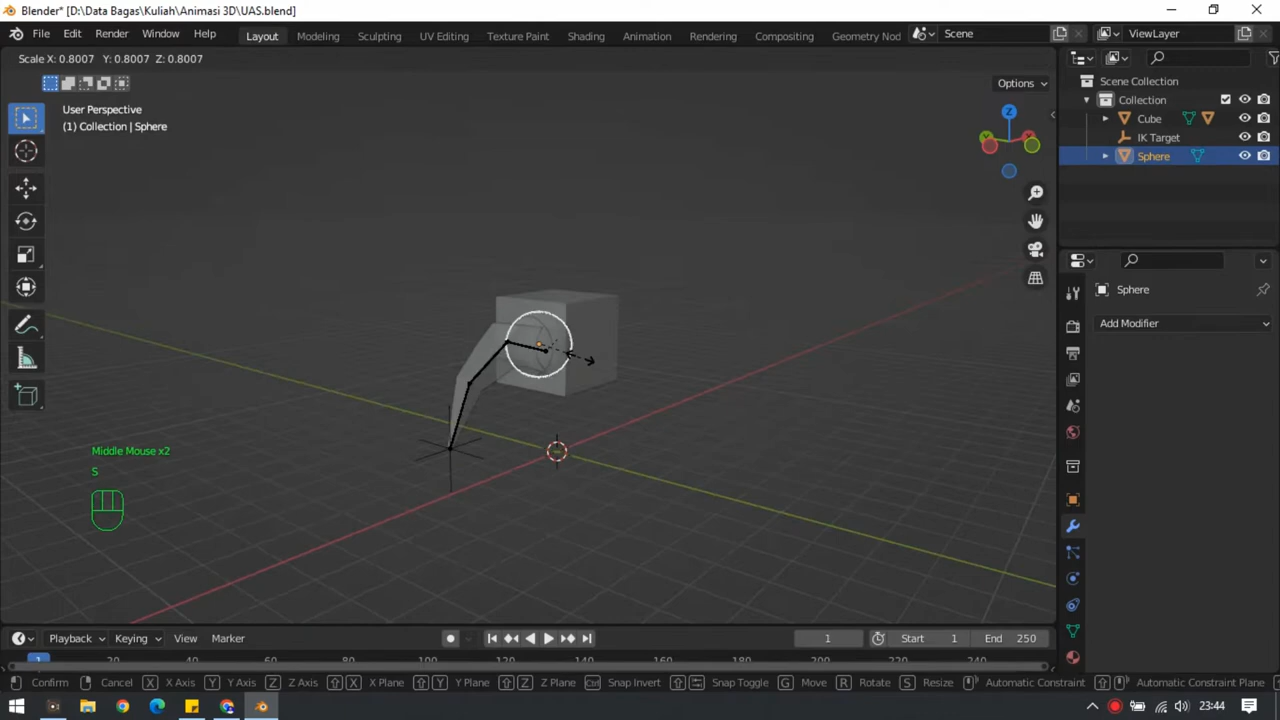 Blender* [D:\Data Bagas\Kuliah\Animasi 3D\UAS.blend]
File Edit Render Window Help Layout Modeling Sculpting UV Editing Texture Paint Shading Animation Rendering Compositing Geometry Nod Scene ViewLayer
Scale X: 0.8007 Y: 0.8007 Z: 0.8007
Options
User Perspective
(1) Collection | Sphere
Z
Scene Collection
Collection
Cube
IK Target
Sphere
Sphere
Add Modifier
Middle Mouse x2
S
Playback Keying View Marker 1 Start 1 End 250
1 20 40 60 80 100 120 140 160 180 200 220 240
Confirm Cancel X X Axis Y Y Axis Z Z Axis X X Plane Y Y Plane Z Z Plane Ctrl Snap Invert Snap Toggle G Move R Rotate S Resize Automatic Constraint Automatic Constraint Plane
23:44